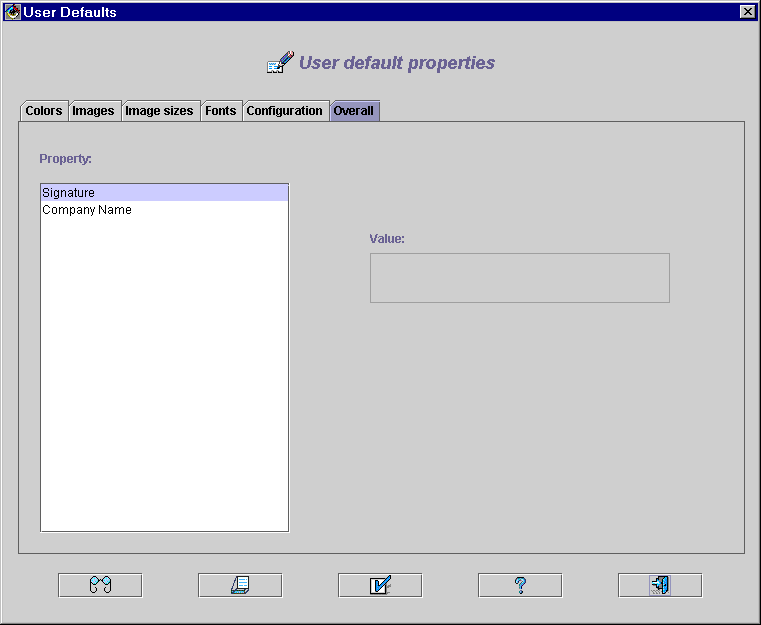 User Defaults
User default properties
Colors Images Image sizes Fonts Configuration Overall
Property:
Signature
Company Name
Value: